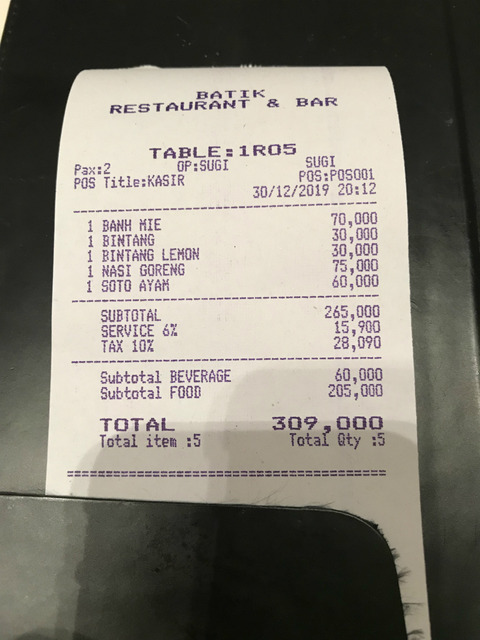 BATIK
RESTAURANT & BAR
TABLE:1R05
Pax:2 OP:SUGI SUGI
POS Title:KASIR POS:POS001
30/12/2019 20:12
1 BANH MIE 70,000
1 BINTANG 30,000
1 BINTANG LEMON 30,000
1 NASI GORENG 75,000
1 SOTO AYAM 60,000
SUBTOTAL 265,000
SERVICE 6% 15,900
TAX 10% 28,090
Subtotal BEVERAGE 60,000
Subtotal FOOD 205,000
TOTAL 309,000
Total item :5 Total Qty :5